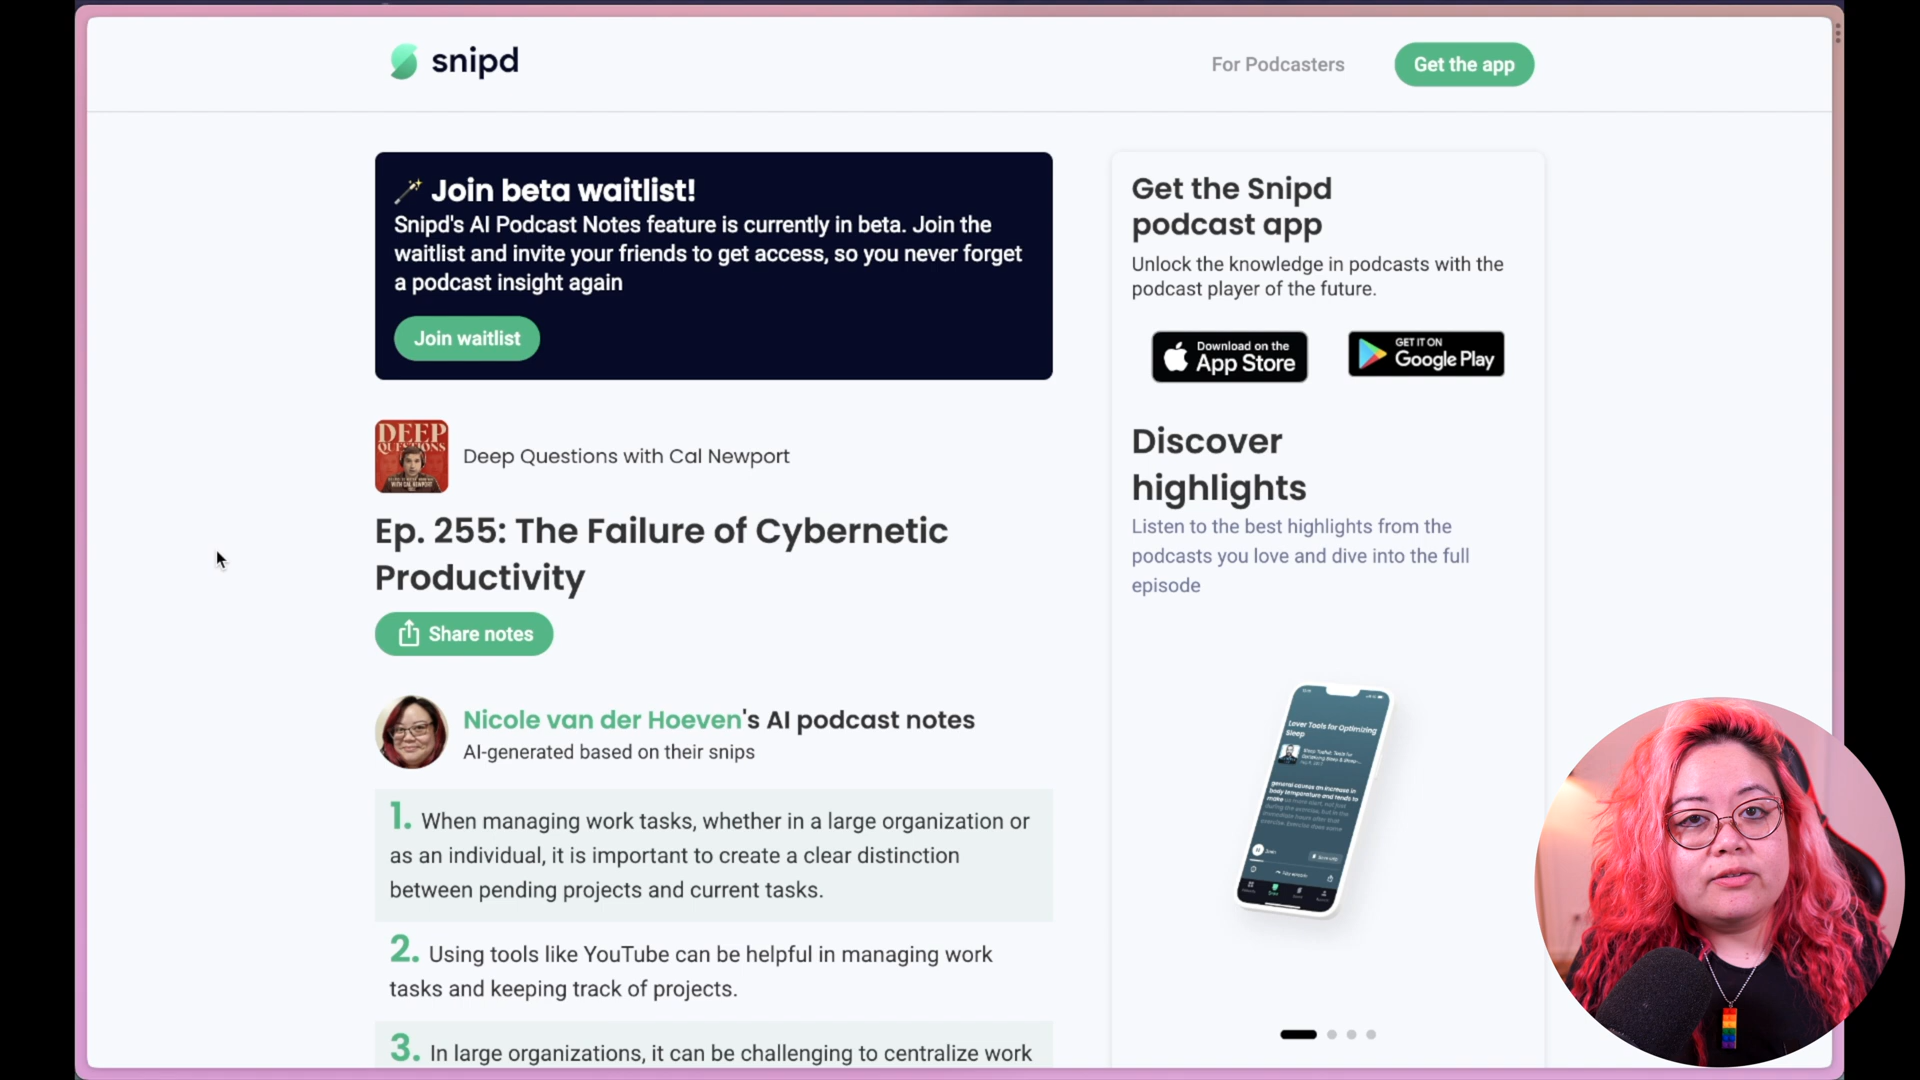 snipd
For Podcasters
Get the app
Join beta waitlist!
Snipd's AI Podcast Notes feature is currently in beta. Join the
waitlist and invite your friends to get access, so you never forget
a podcast insight again
Join waitlist
DEEP
QUESTIONS
WITH CAL NEWPORT
Deep Questions with Cal Newport
Ep. 255: The Failure of Cybernetic
Productivity
Share notes
Nicole van der Hoeven's AI podcast notes
AI-generated based on their snips
1. When managing work tasks, whether in a large organization or
as an individual, it is important to create a clear distinction
between pending projects and current tasks.
2. Using tools like YouTube can be helpful in managing work
tasks and keeping track of projects.
3. In large organizations, it can be challenging to centralize work
Get the Snipd
podcast app
Unlock the knowledge in podcasts with the
podcast player of the future.
Download on the
App Store
GET IT ON
Google Play
Discover
highlights
Listen to the best highlights from the
podcasts you love and dive into the full
episode
Lover Tools for Optimizing
Sleep